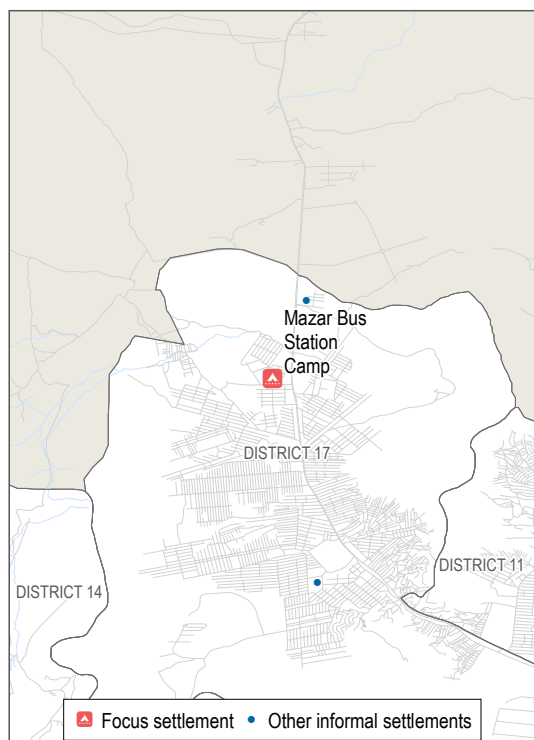 Mazar Bus
Station
Camp
DISTRICT 17
DISTRICT 11
DISTRICT 14
Focus settlement
Other informal settlements